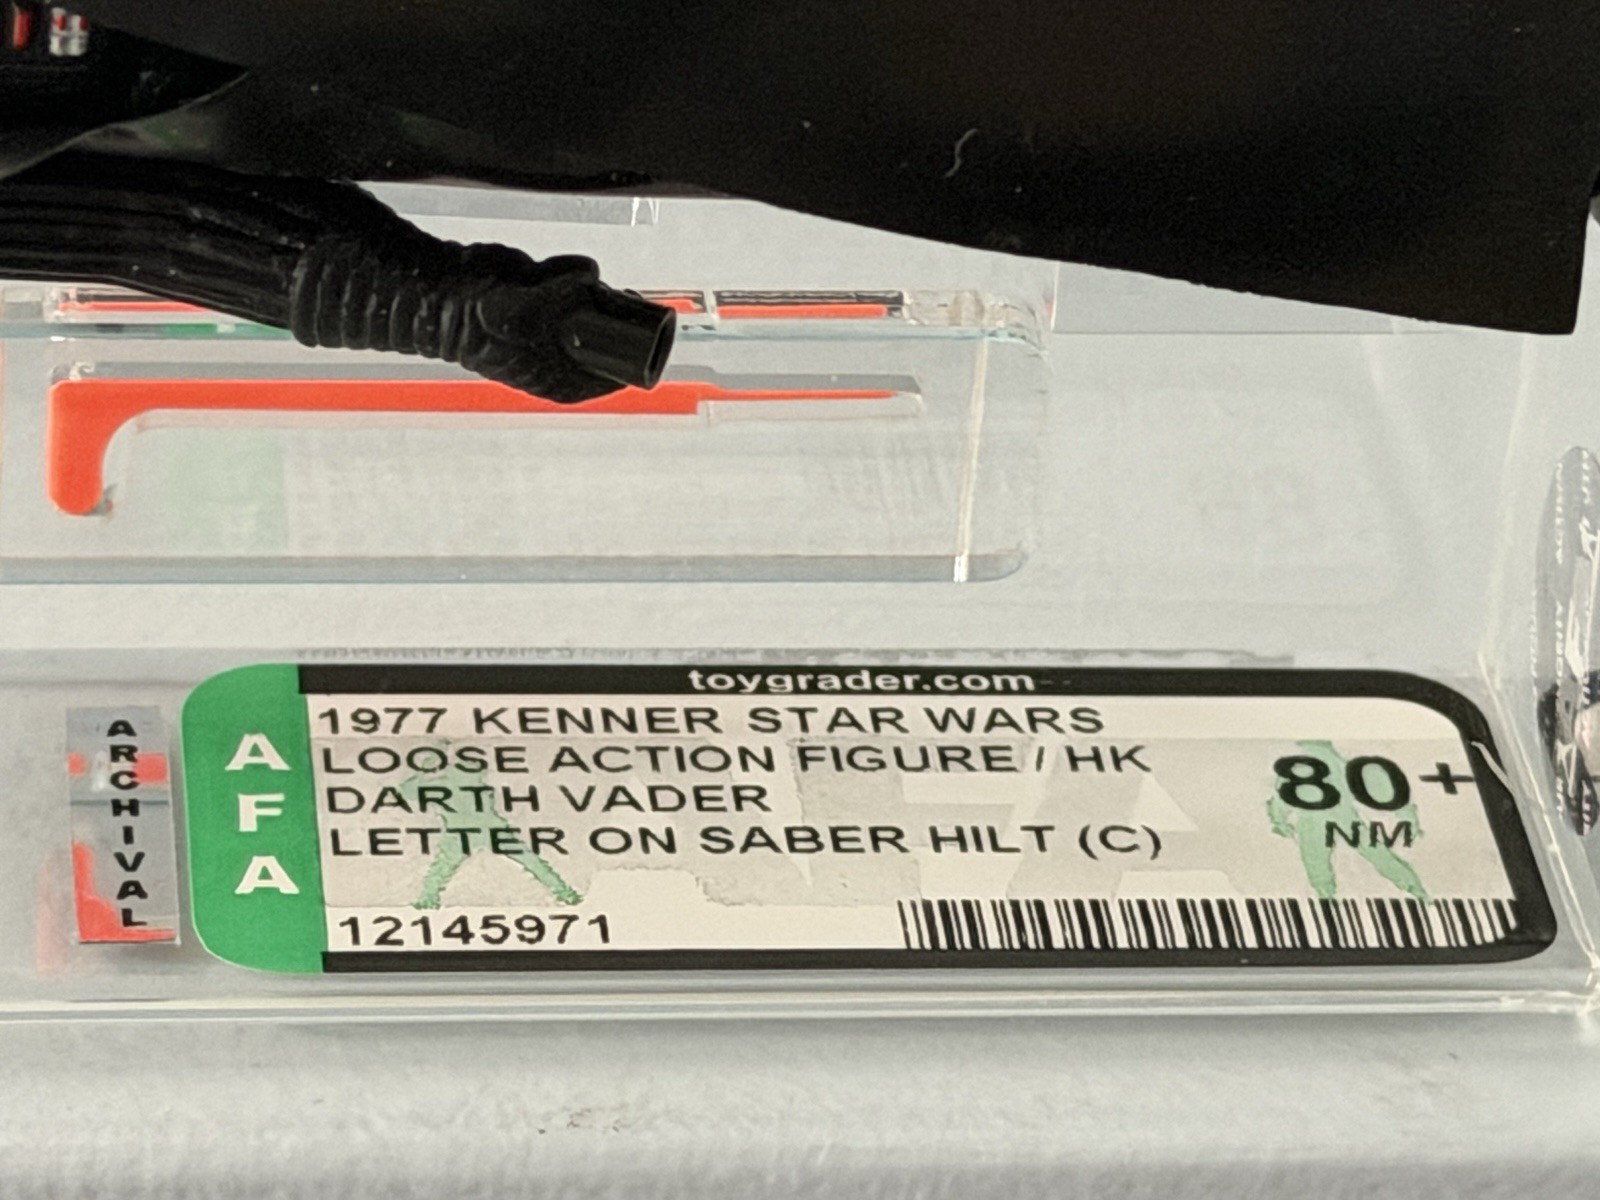 toygrader.com
ARCHIVAL
AFA
1977 KENNER STAR WARS
LOOSE ACTION FIGURE / HK
DARTH VADER
LETTER ON SABER HILT (C)
80+
NM
12145971